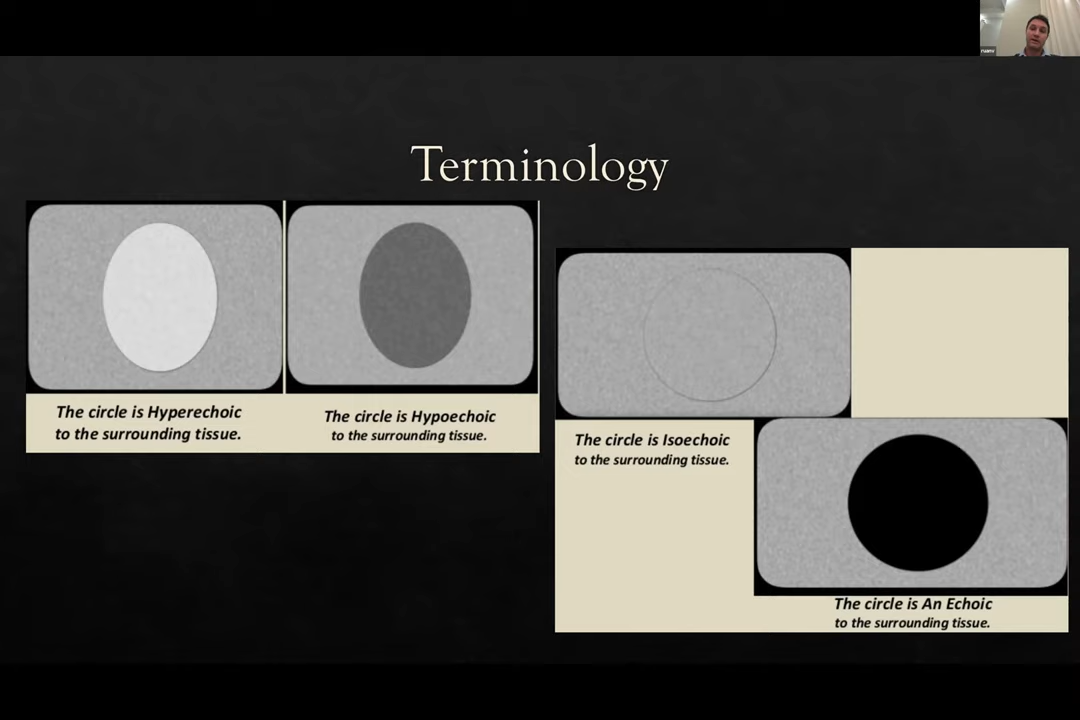 Terminology
The circle is Hyperechoic
to the surrounding tissue.
The circle is Hypoechoic
to the surrounding tissue.
The circle is Isoechoic
to the surrounding tissue.
The circle is An Echoic
to the surrounding tissue.